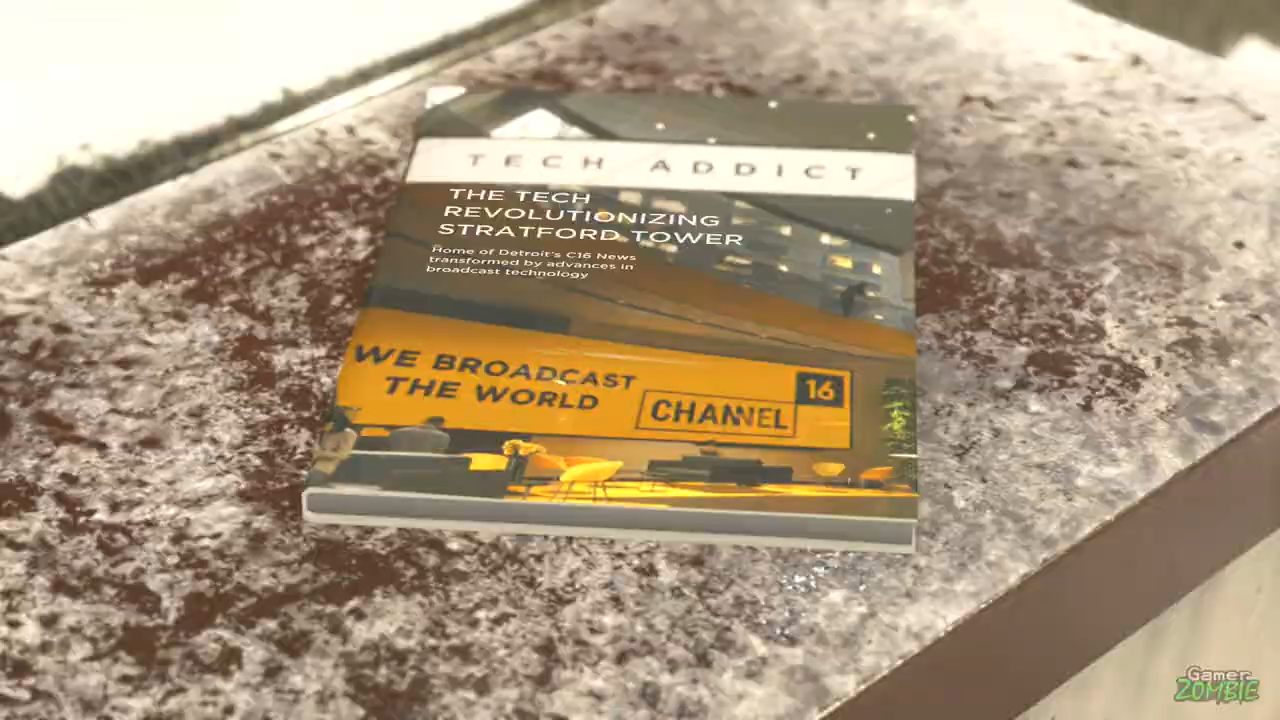 TECH ADDICT
THE TECH
REVOLUTIONIZING
STRATFORD TOWER
Home of Detroit's C16 News
transformed by advances in
broadcast technology
WE BROADCAST
THE WORLD
CHANNEL
16
Gamer
ZOMBIE